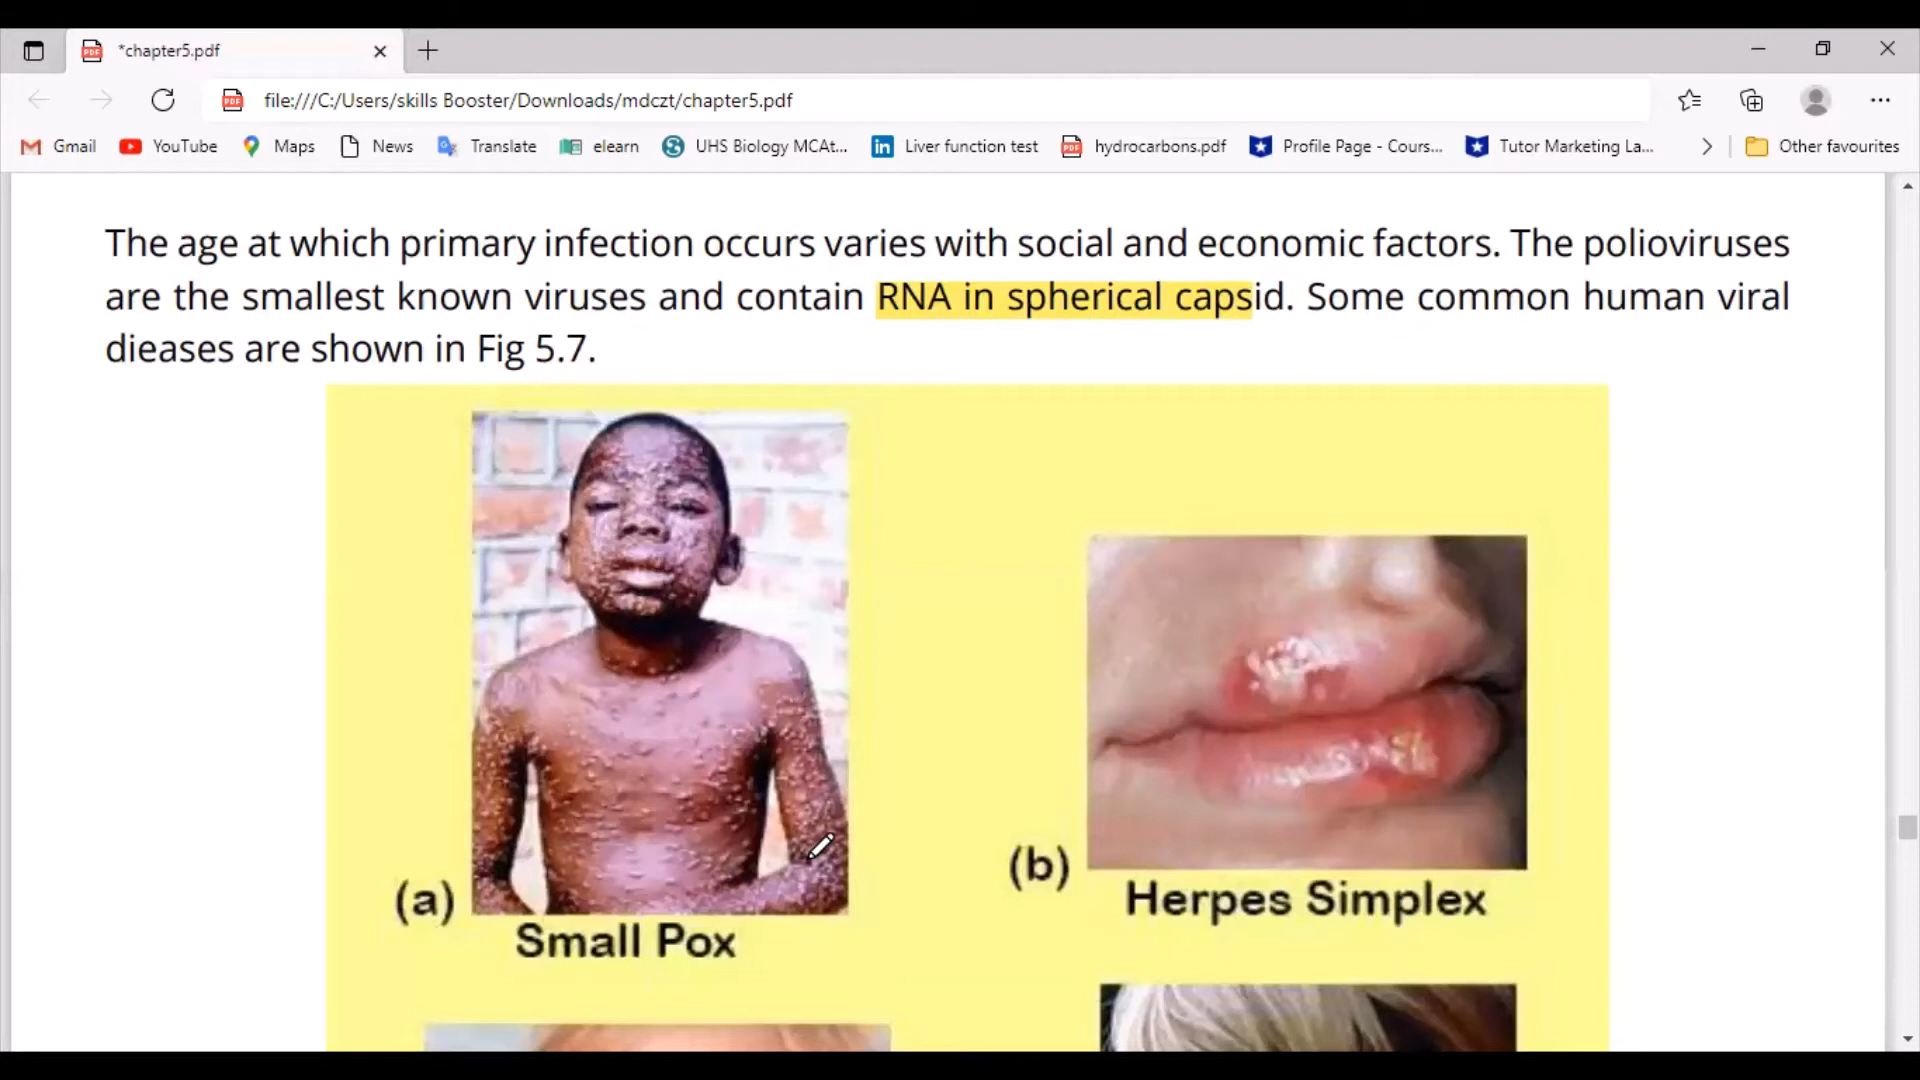 *chapter5.pdf
file:///C:/Users/skills Booster/Downloads/mdczt/chapter5.pdf
Gmail YouTube Maps News Translate elearn UHS Biology MCAt... Liver function test hydrocarbons.pdf Profile Page - Cours... Tutor Marketing La... Other favourites
The age at which primary infection occurs varies with social and economic factors. The polioviruses
are the smallest known viruses and contain RNA in spherical capsid. Some common human viral
dieases are shown in Fig 5.7.
(a)
Small Pox
(b)
Herpes Simplex